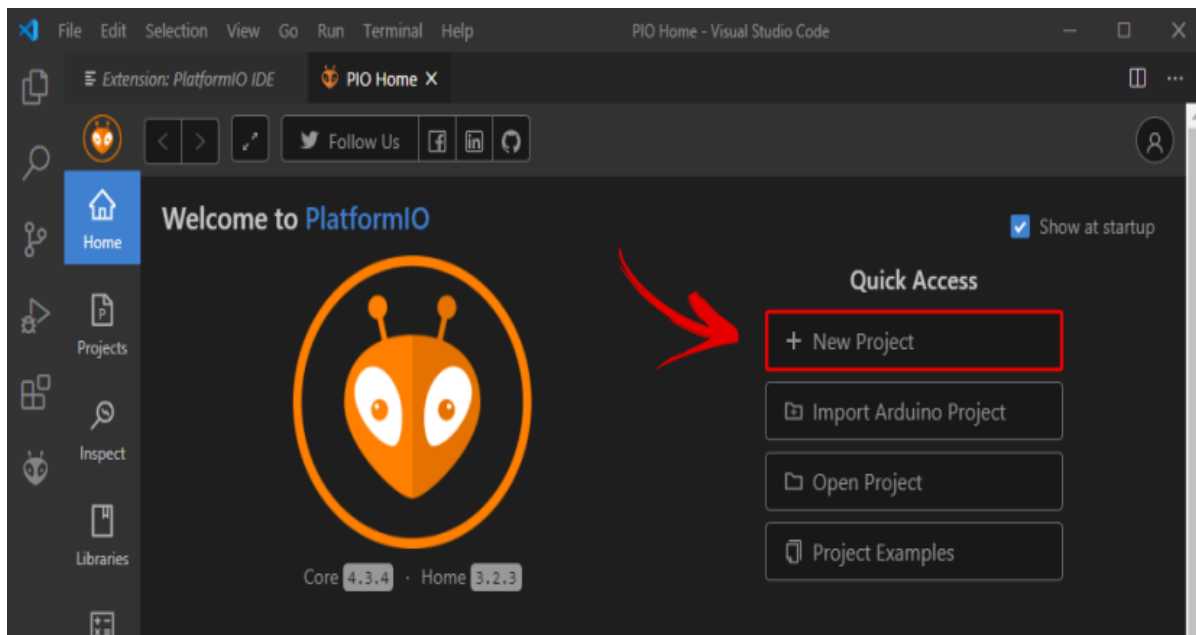 File Edit Selection View Go Run Terminal Help PIO Home - Visual Studio Code
Extension: PlatformIO IDE PIO Home
Follow Us
Home
Projects
Inspect
Libraries
Welcome to PlatformIO
Core 4.3.4 · Home 3.2.3
Show at startup
Quick Access
New Project
Import Arduino Project
Open Project
Project Examples